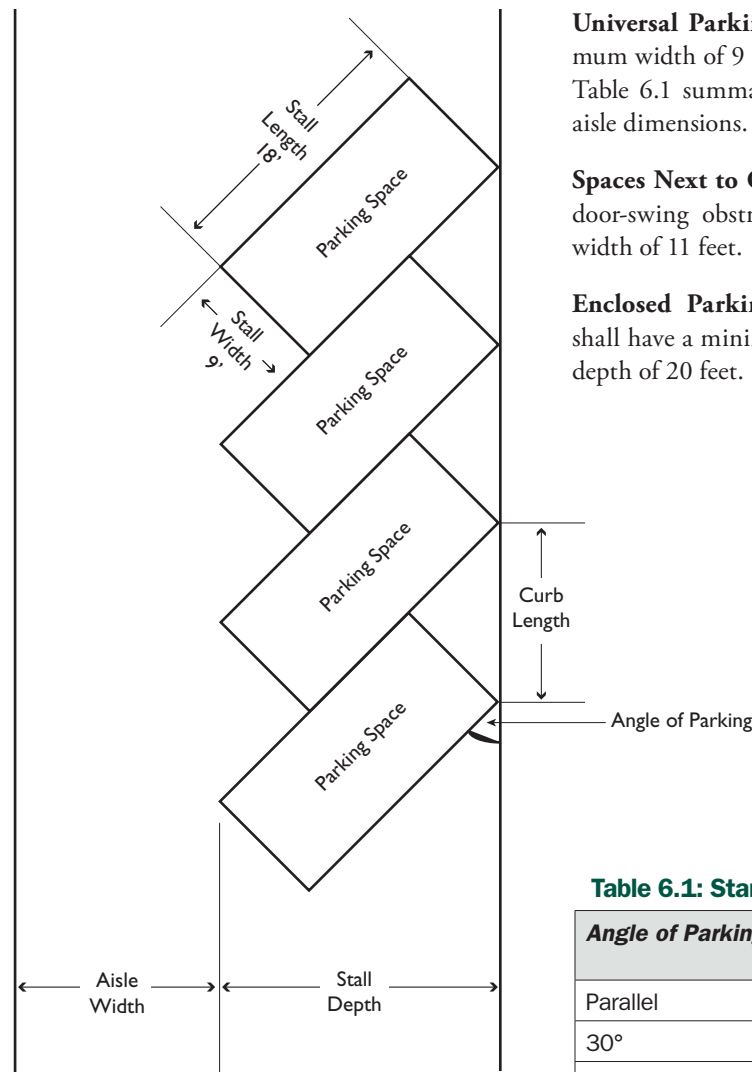 Stall
Length
18’
Parking Space
Stall
Width
9’
Parking Space
Parking Space
Curb
Length
Parking Space
Angle of Parking
Aisle
Width
Stall
Depth
Universal Parkin
mum width of 9
Table 6.1 summa
aisle dimensions.
Spaces Next to
door-swing obstr
width of 11 feet.
Enclosed Parkin
shall have a mini
depth of 20 feet.
Table 6.1: Star
Angle of Parking
Parallel
30°